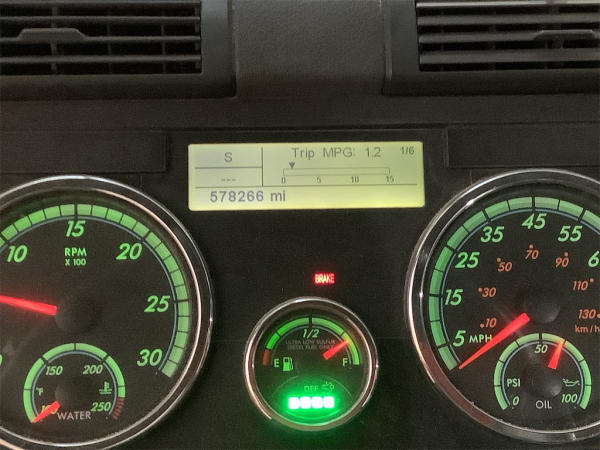 S
Trip MPG: 1.2 1/6
---
0 5 10 15
578266 mi
10 15 20 25 30
RPM
X 100
150 200
°F
100 250
WATER
BRAKE
1/2
ULTRA LOW SULFUR
DIESEL FUEL ONLY
E F
DEF
5 15 25 35 45 55
MPH
10 30 50 70 90 110 130
km/h
50
PSI
0 100
OIL